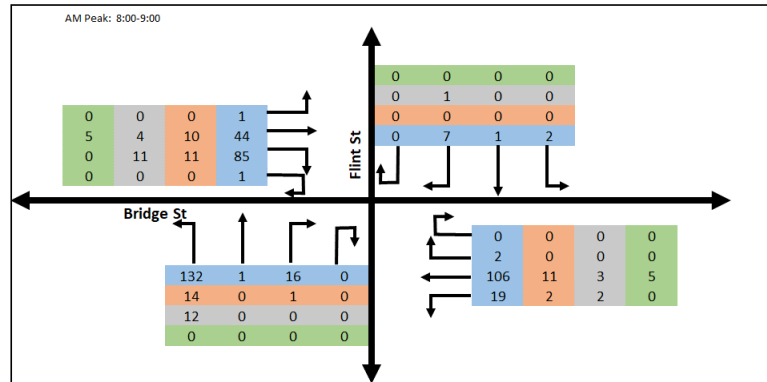 AM Peak: 8:00-9:00
0 0 0 0
0 1 0 0
0 0 0 0
0 7 1 2
0 0 0 1
5 4 10 44
0 11 11 85
0 0 0 1
Flint St
Bridge St
132 1 16 0
14 0 1 0
12 0 0 0
0 0 0 0
0 0 0 0
2 0 0 0
106 11 3 5
19 2 2 0